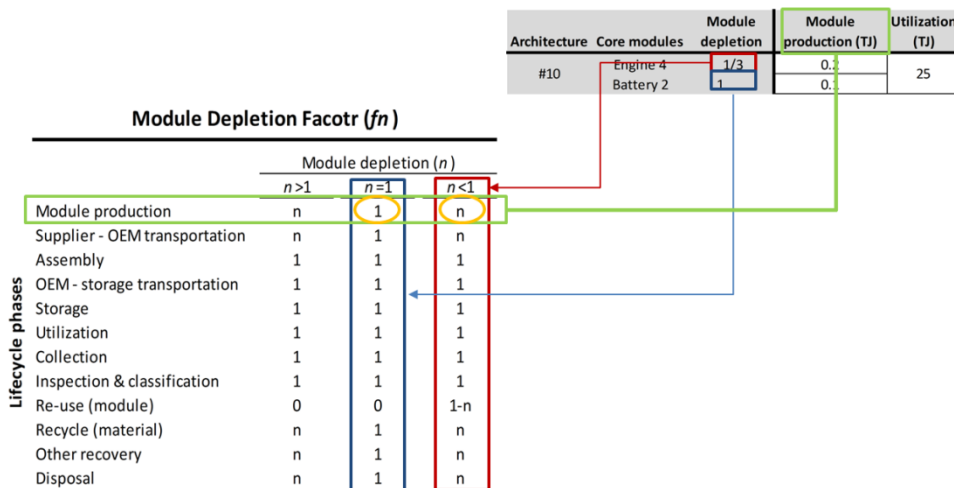 Module Module Utilization
Architecture Core modules depletion production (TJ) (TJ)
#10 Engine 4 1/3 0.2 25
Battery 2 1 0.1
Module Depletion Facotr (fn)
Module depletion (n)
n>1 n=1 n<1
Lifecycle phases
Module production n 1 n
Supplier - OEM transportation n 1 n
Assembly 1 1 1
OEM - storage transportation 1 1 1
Storage 1 1 1
Utilization 1 1 1
Collection 1 1 1
Inspection & classification 1 1 1
Re-use (module) 0 0 1-n
Recycle (material) n 1 n
Other recovery n 1 n
Disposal n 1 n